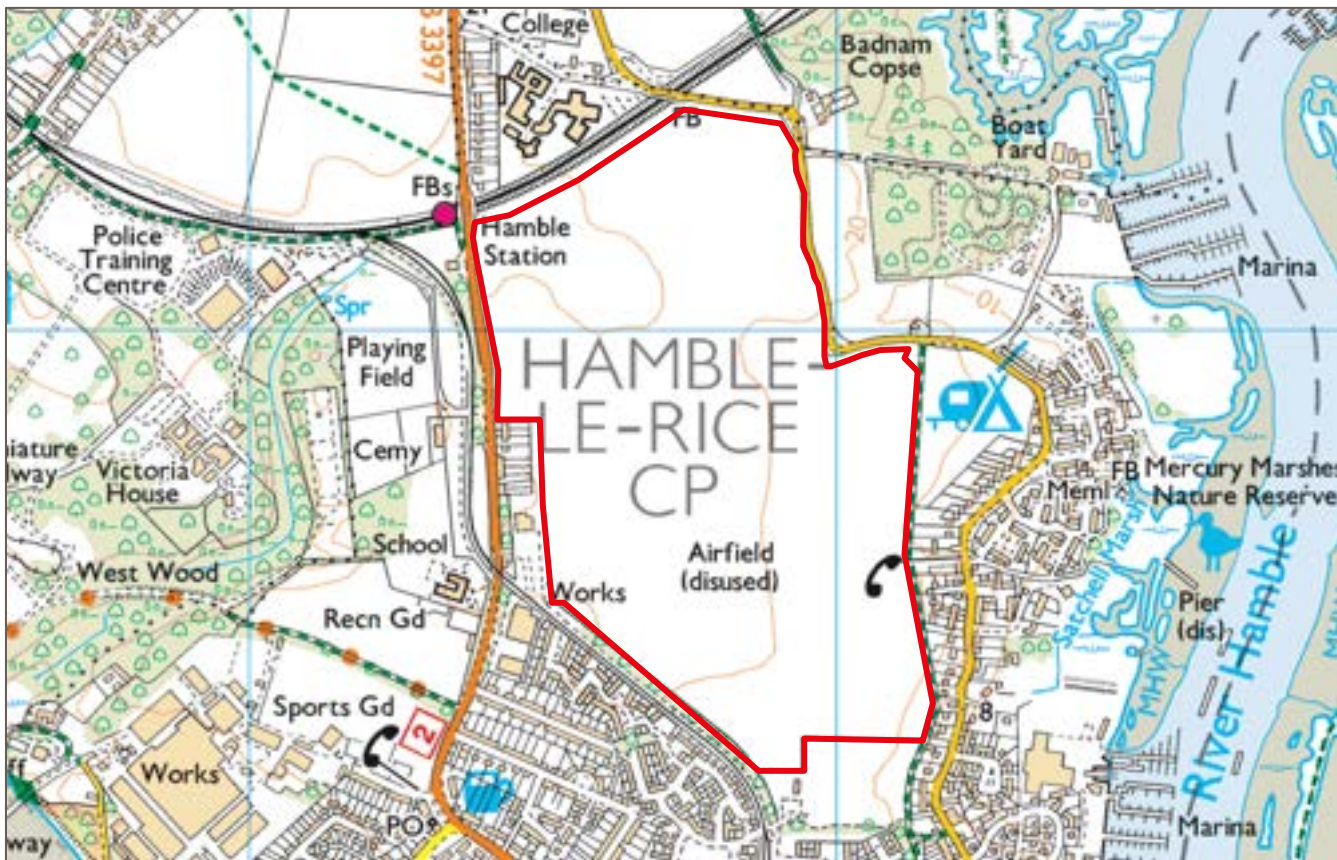 College
B 3397
Badnam
Copse
Boat
Yard
FB
FBs
Hamble
Station
Police
Training
Centre
20
Marina
Spr
10
Playing
Field
HAMBLE-
LE-RICE
CP
Cemy
Victoria
House
FB
Mercury Marshes
Nature Reserve
Meml
School
Airfield
(disused)
West Wood
Works
Satchell Marsh
Pier
(dis)
Recn Gd
River Hamble
MHW
Sports Gd
2
8
Works
PO
Marina
way